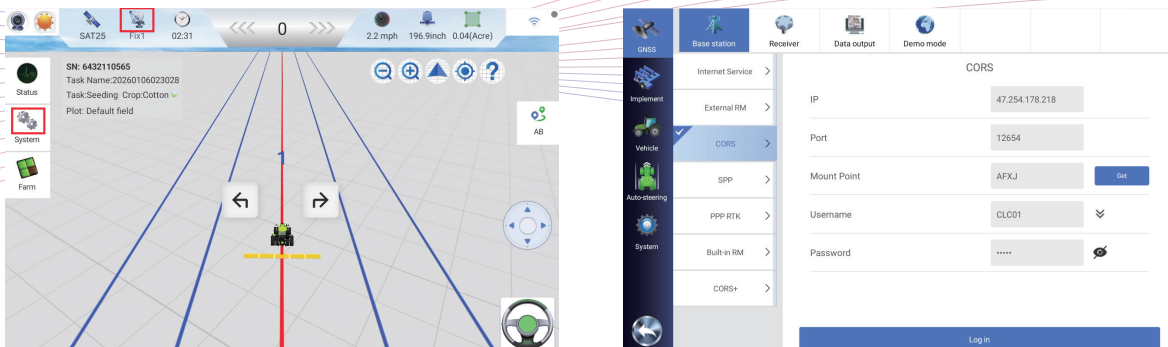 SAT25 Fix1 02:31 <<< 0 >>> 2.2 mph 196.9inch 0.04(Acre)
SN: 6432110565
Task Name:20260106023028
Task:Seeding Crop:Cotton
Plot: Default field
Status
System
Farm
AB
1
?
GNSS
Implement
Vehicle
Auto-steering
System
Base station Receiver Data output Demo mode
Internet Service
External RM
CORS
SPP
PPP RTK
Built-in RM
CORS+
CORS
IP 47.254.178.218
Port 12654
Mount Point AFXJ Get
Username CLC01
Password •••••
Log in